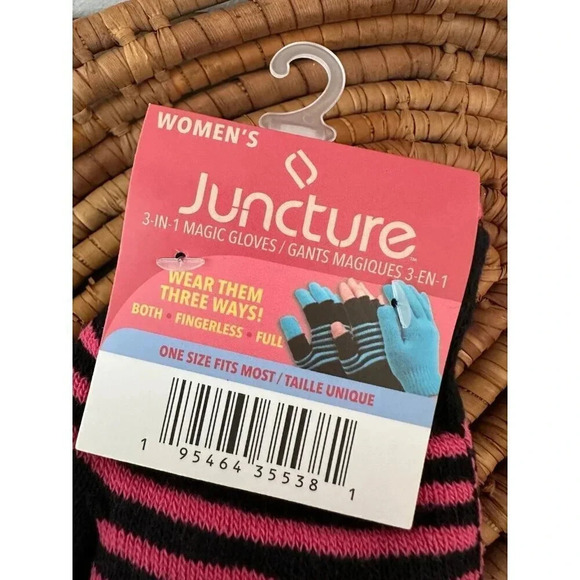 WOMEN'S
Juncture™
3-IN-1 MAGIC GLOVES / GANTS MAGIQUES 3-EN-1
WEAR THEM
THREE WAYS!
BOTH • FINGERLESS • FULL
ONE SIZE FITS MOST / TAILLE UNIQUE
1 95464 35538 1